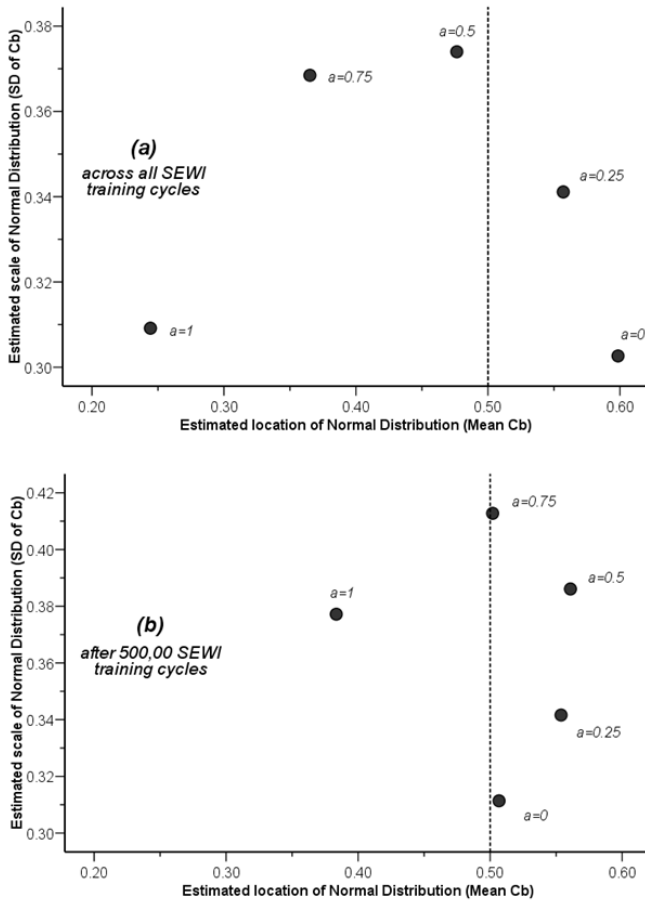 Estimated scale of Normal Distribution (SD of Cb)
0.38
0.36
0.34
0.32
0.30
a=0.5
a=0.75
(a)
across all SEWI
training cycles
a=0.25
a=1
a=0
0.20 0.30 0.40 0.50 0.60
Estimated location of Normal Distribution (Mean Cb)
Estimated scale of Normal Distribution (SD of Cb)
0.42
0.40
0.38
0.36
0.34
0.32
0.30
a=0.75
a=0.5
a=1
(b)
after 500,00 SEWI
training cycles
a=0.25
a=0
0.20 0.30 0.40 0.50 0.60
Estimated location of Normal Distribution (Mean Cb)